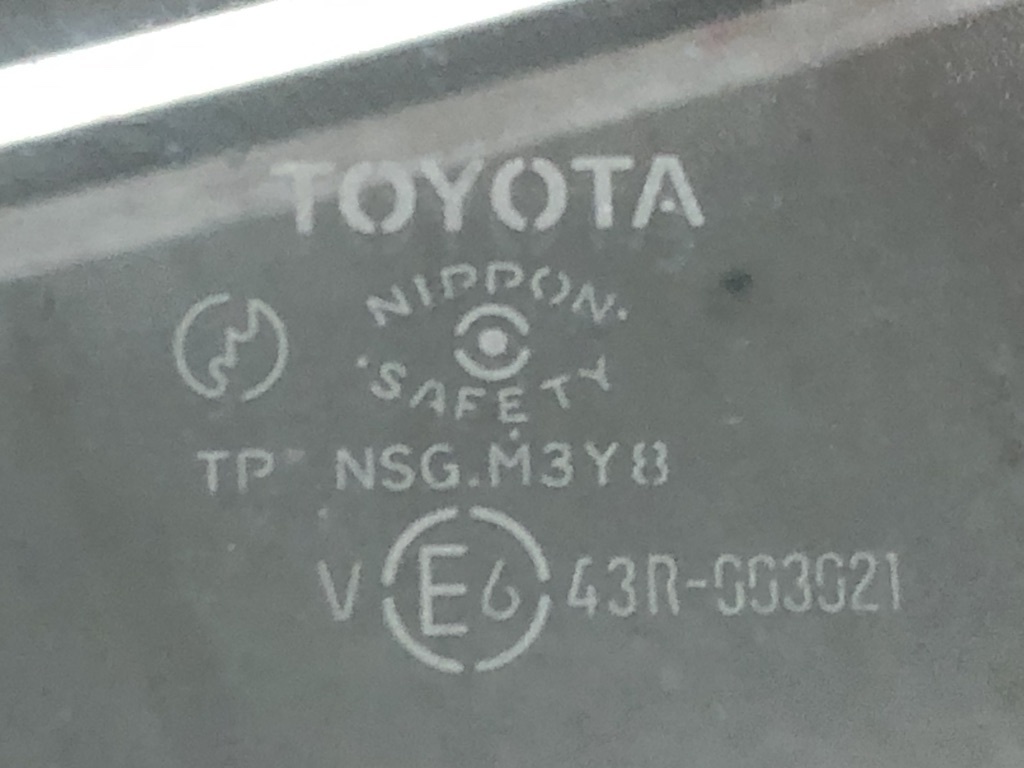 TOYOTA
NIPPON
SAFETY
TP NSG.M3Y8
V E6 43R-003021